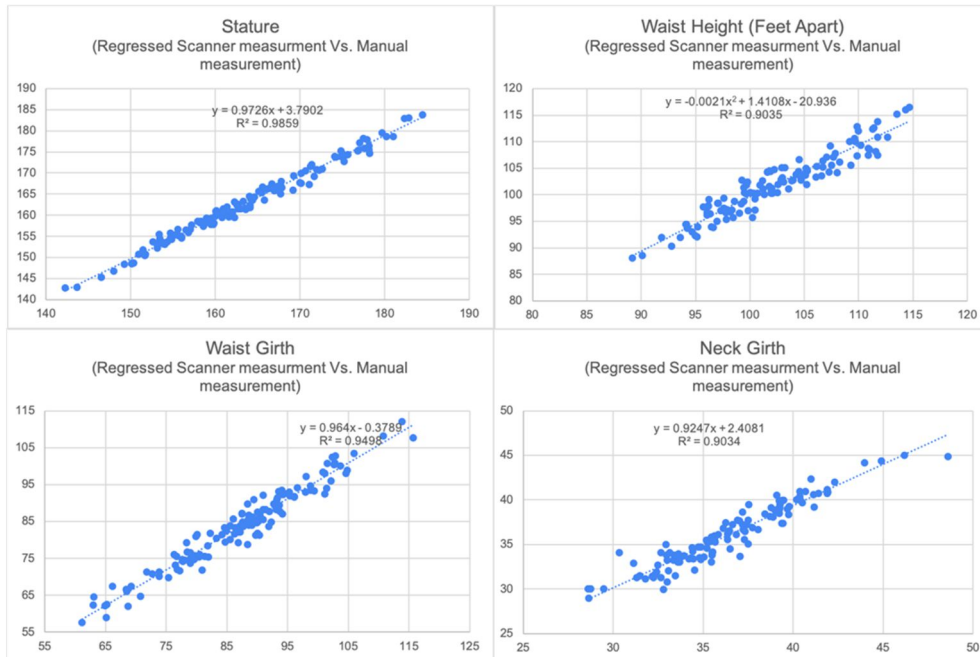 Stature
(Regressed Scanner measurment Vs. Manual
measurement)
190
185
180
175
170
165
160
155
150
145
140
y = 0.9726x + 3.7902
R² = 0.9859
140 150 160 170 180 190
Waist Height (Feet Apart)
(Regressed Scanner measurment Vs. Manual
measurement)
120
115
110
105
100
95
90
85
80
y = -0.0021x² + 1.4108x - 20.936
R² = 0.9035
80 85 90 95 100 105 110 115 120
Waist Girth
(Regressed Scanner measurment Vs. Manual
measurement)
115
105
95
85
75
65
55
y = 0.964x - 0.3789
R² = 0.9498
55 65 75 85 95 105 115 125
Neck Girth
(Regressed Scanner measurment Vs. Manual
measurement)
50
45
40
35
30
25
y = 0.9247x + 2.4081
R² = 0.9034
25 30 35 40 45